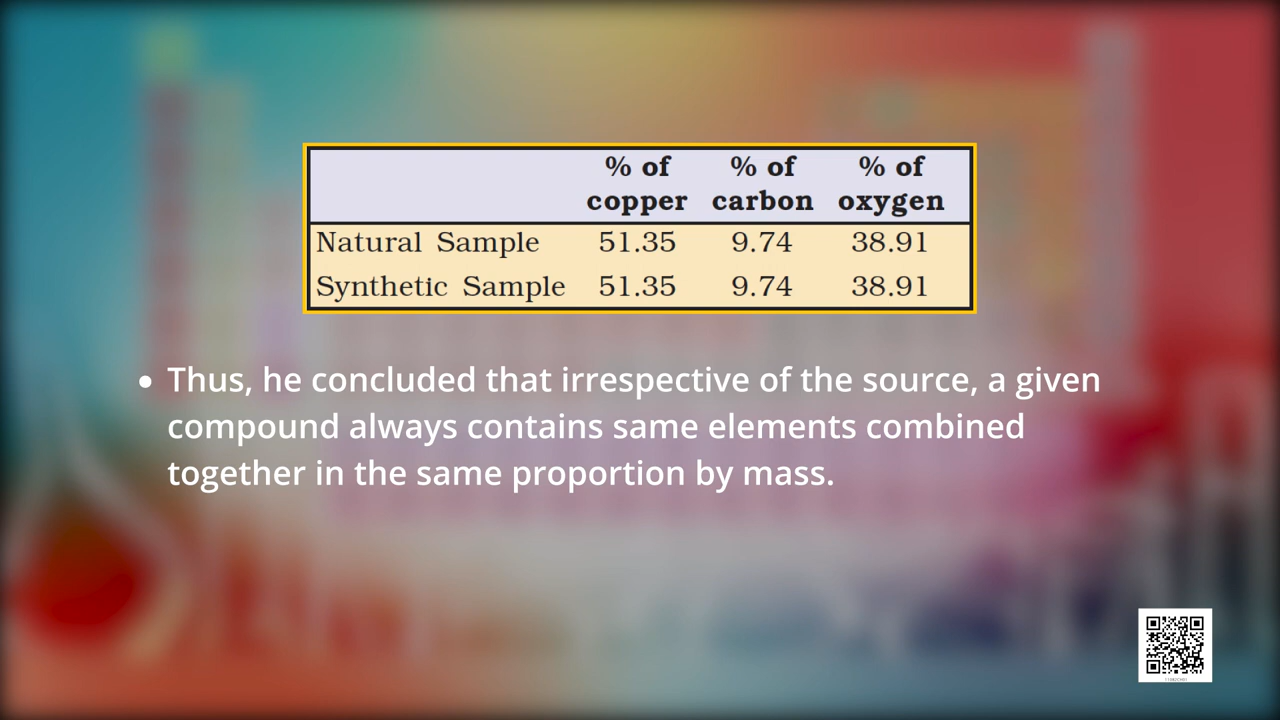 % of % of % of
copper carbon oxygen
Natural Sample 51.35 9.74 38.91
Synthetic Sample 51.35 9.74 38.91
• Thus, he concluded that irrespective of the source, a given
compound always contains same elements combined
together in the same proportion by mass.